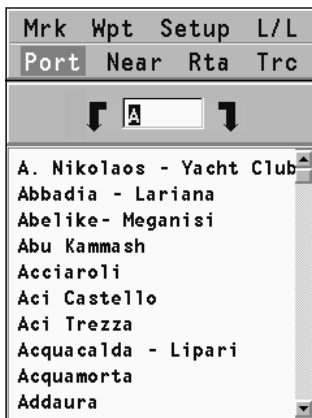 Mrk Wpt Setup L/L
Port Near Rta Trc
A
A. Nikolaos - Yacht Club
Abbadia - Lariana
Abelike- Meganisi
Abu Kammash
Acciaroli
Aci Castello
Aci Trezza
Acquacalda - Lipari
Acquamorta
Addaura